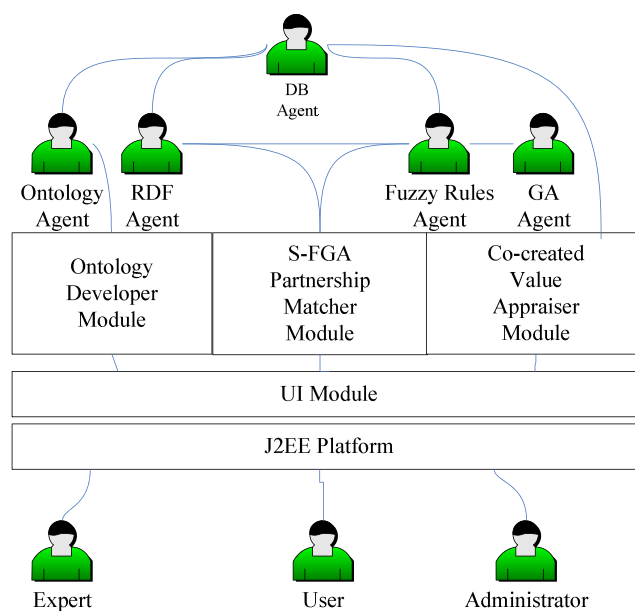 DB
Agent
Ontology
Agent
RDF
Agent
Fuzzy Rules
Agent
GA
Agent
Ontology
Developer
Module
S-FGA
Partnership
Matcher
Module
Co-created
Value
Appraiser
Module
UI Module
J2EE Platform
Expert
User
Administrator